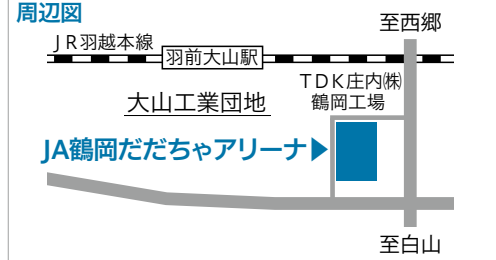 周辺図
至西郷
JR羽越本線
羽前大山駅
TDK庄内㈱
鶴岡工場
大山工業団地
JA鶴岡だだちゃアリーナ▶
至白山